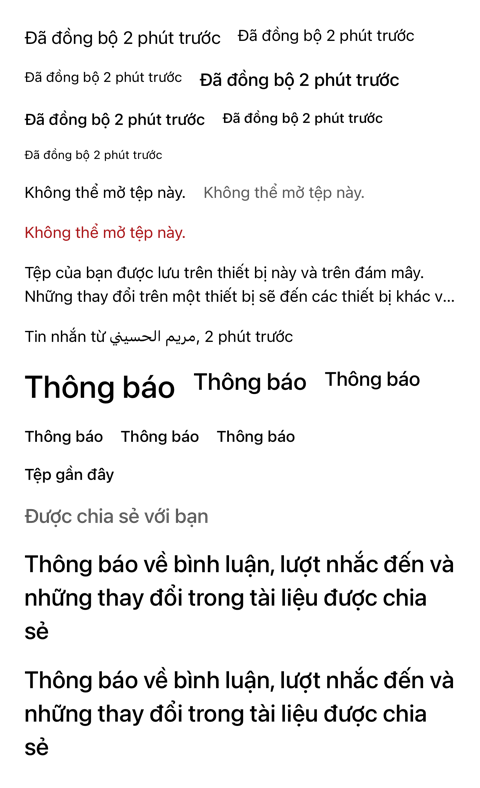 Đã đồng bộ 2 phút trước Đã đồng bộ 2 phút trước
Đã đồng bộ 2 phút trước Đã đồng bộ 2 phút trước
Đã đồng bộ 2 phút trước Đã đồng bộ 2 phút trước
Đã đồng bộ 2 phút trước
Không thể mở tệp này. Không thể mở tệp này.
Không thể mở tệp này.
Tệp của bạn được lưu trên thiết bị này và trên đám mây.
Những thay đổi trên một thiết bị sẽ đến các thiết bị khác v...
Tin nhắn từ مريم الحسيني, 2 phút trước
Thông báo Thông báo Thông báo
Thông báo Thông báo Thông báo
Tệp gần đây
Được chia sẻ với bạn
Thông báo về bình luận, lượt nhắc đến và
những thay đổi trong tài liệu được chia
sẻ
Thông báo về bình luận, lượt nhắc đến và
những thay đổi trong tài liệu được chia
sẻ